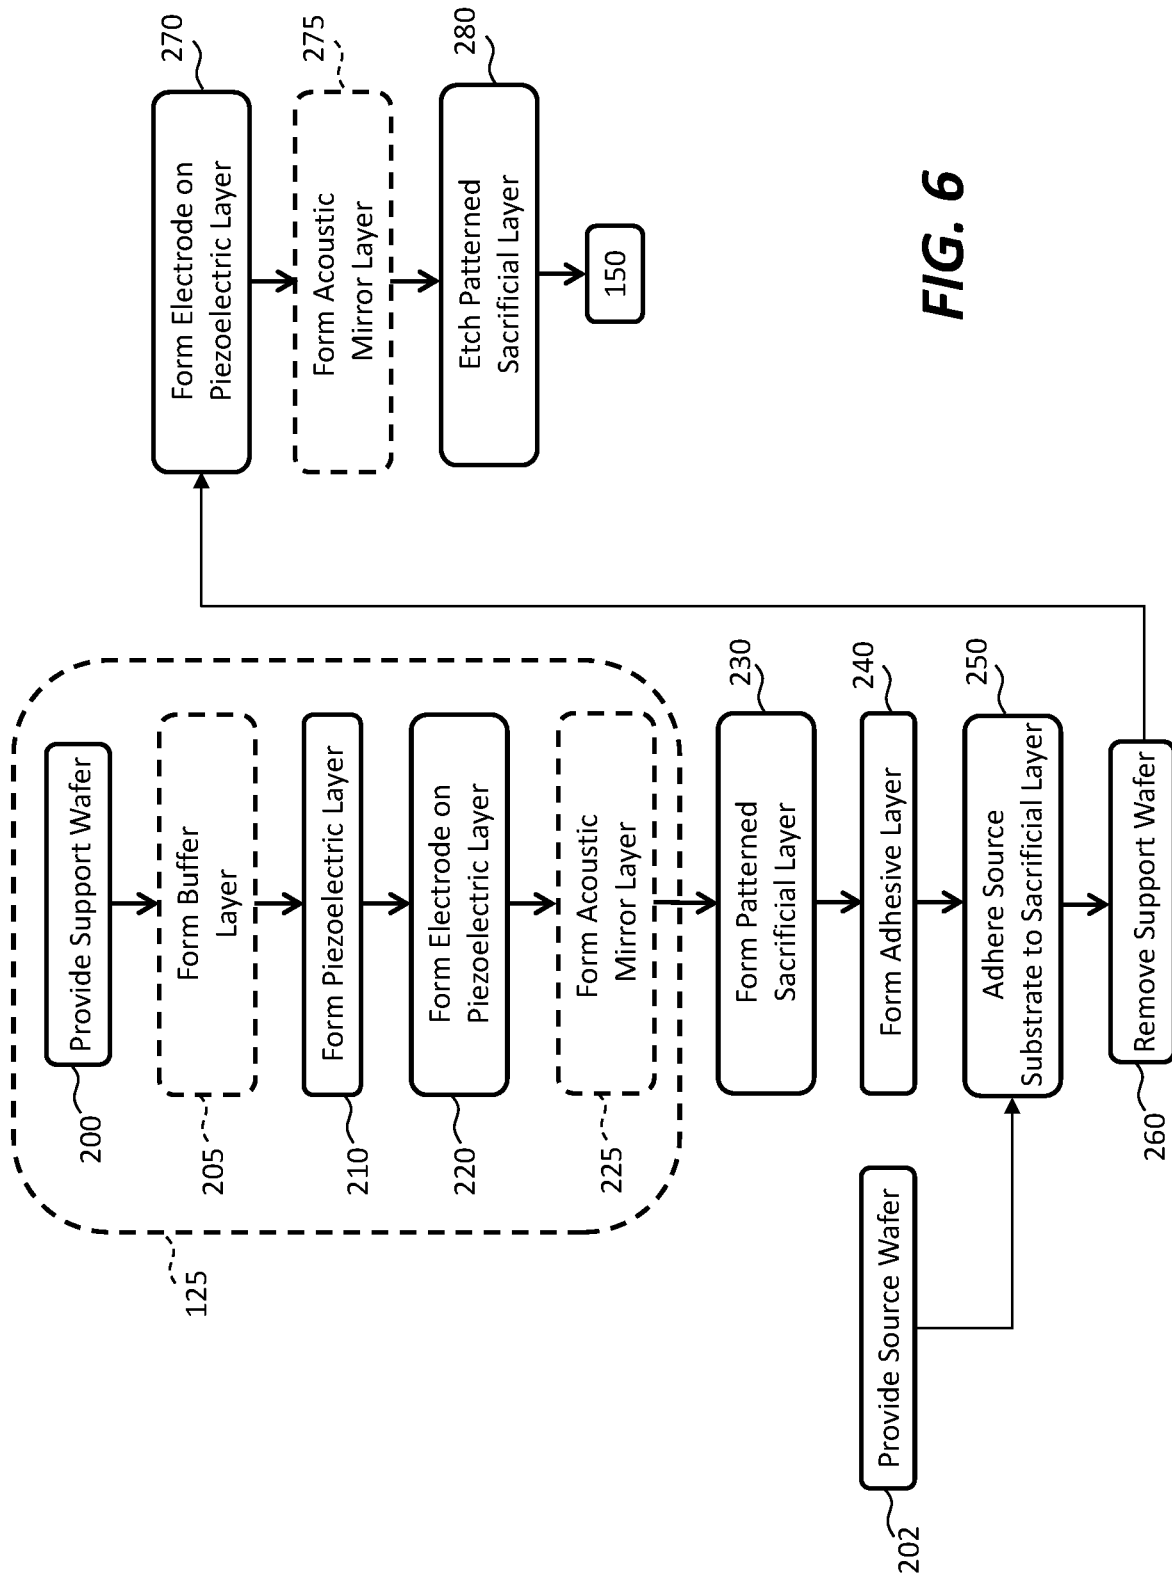 125
200
Provide Support Wafer
205
Form Buffer
Layer
210
Form Piezoelectric Layer
220
Form Electrode on
Piezoelectric Layer
225
Form Acoustic
Mirror Layer
230
Form Patterned
Sacrificial Layer
202
Provide Source Wafer
240
Form Adhesive Layer
250
Adhere Source
Substrate to Sacrificial Layer
260
Remove Support Wafer
270
Form Electrode on
Piezoelectric Layer
275
Form Acoustic
Mirror Layer
280
Etch Patterned
Sacrificial Layer
150
FIG. 6